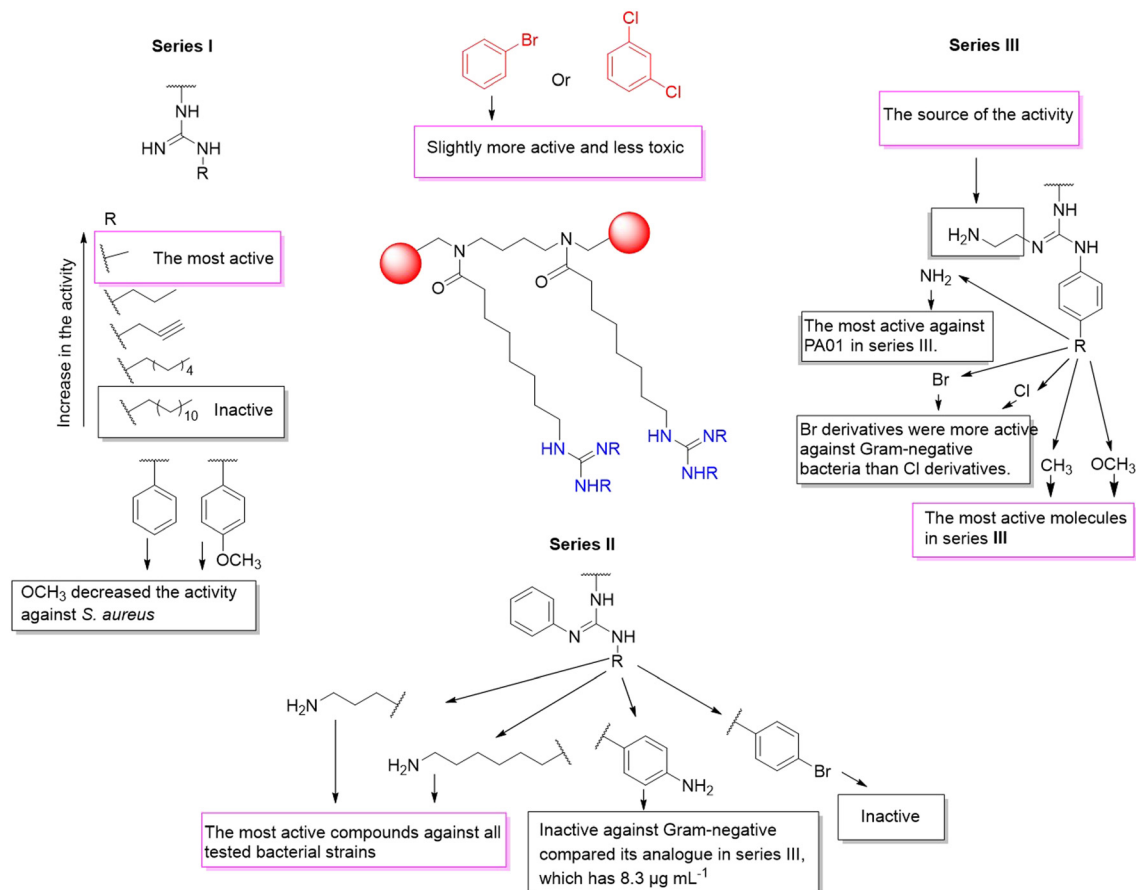 Series I
NH
HN
NH
R
Br
Or
Cl
Cl
Slightly more active and less toxic
Series III
The source of the activity
NH
H2N
N
NH
NH2
The most active against
PA01 in series III.
R
Br
Cl
Br derivatives were more active
against Gram-negative
bacteria than Cl derivatives.
CH3
OCH3
The most active molecules
in series III
Increase in the activity
R
The most active
4
10
Inactive
OCH3
OCH3 decreased the activity
against S. aureus
N
N
O
O
HN
NR
NHR
HN
NR
NHR
Series II
NH
N
NH
R
H2N
H2N
NH2
Br
The most active compounds against all
tested bacterial strains
Inactive against Gram-negative
compared its analogue in series III,
which has 8.3 µg mL⁻¹
Inactive